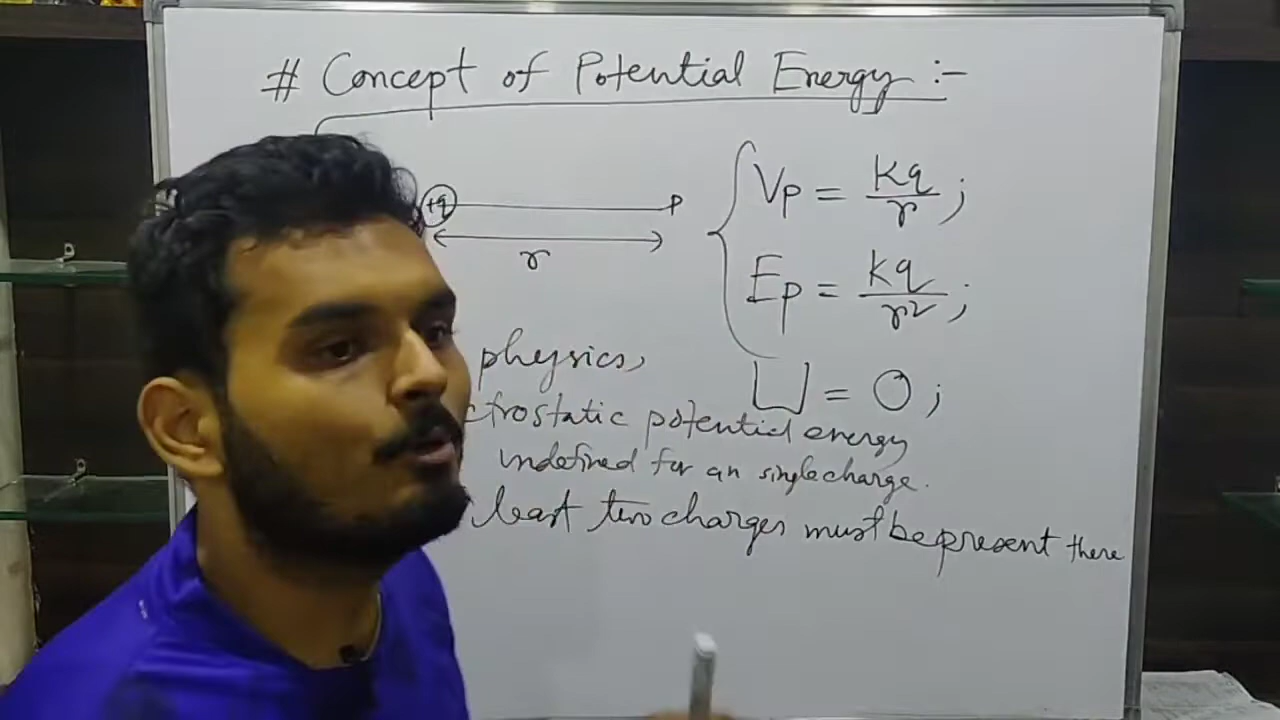 # Concept of Potential Energy :-
+q P
r
Vp = Kq/r ;
Ep = Kq/r² ;
physics,
U = 0 ;
ctrostatic potential energy
undefined for an single charge.
least two charges must be present there